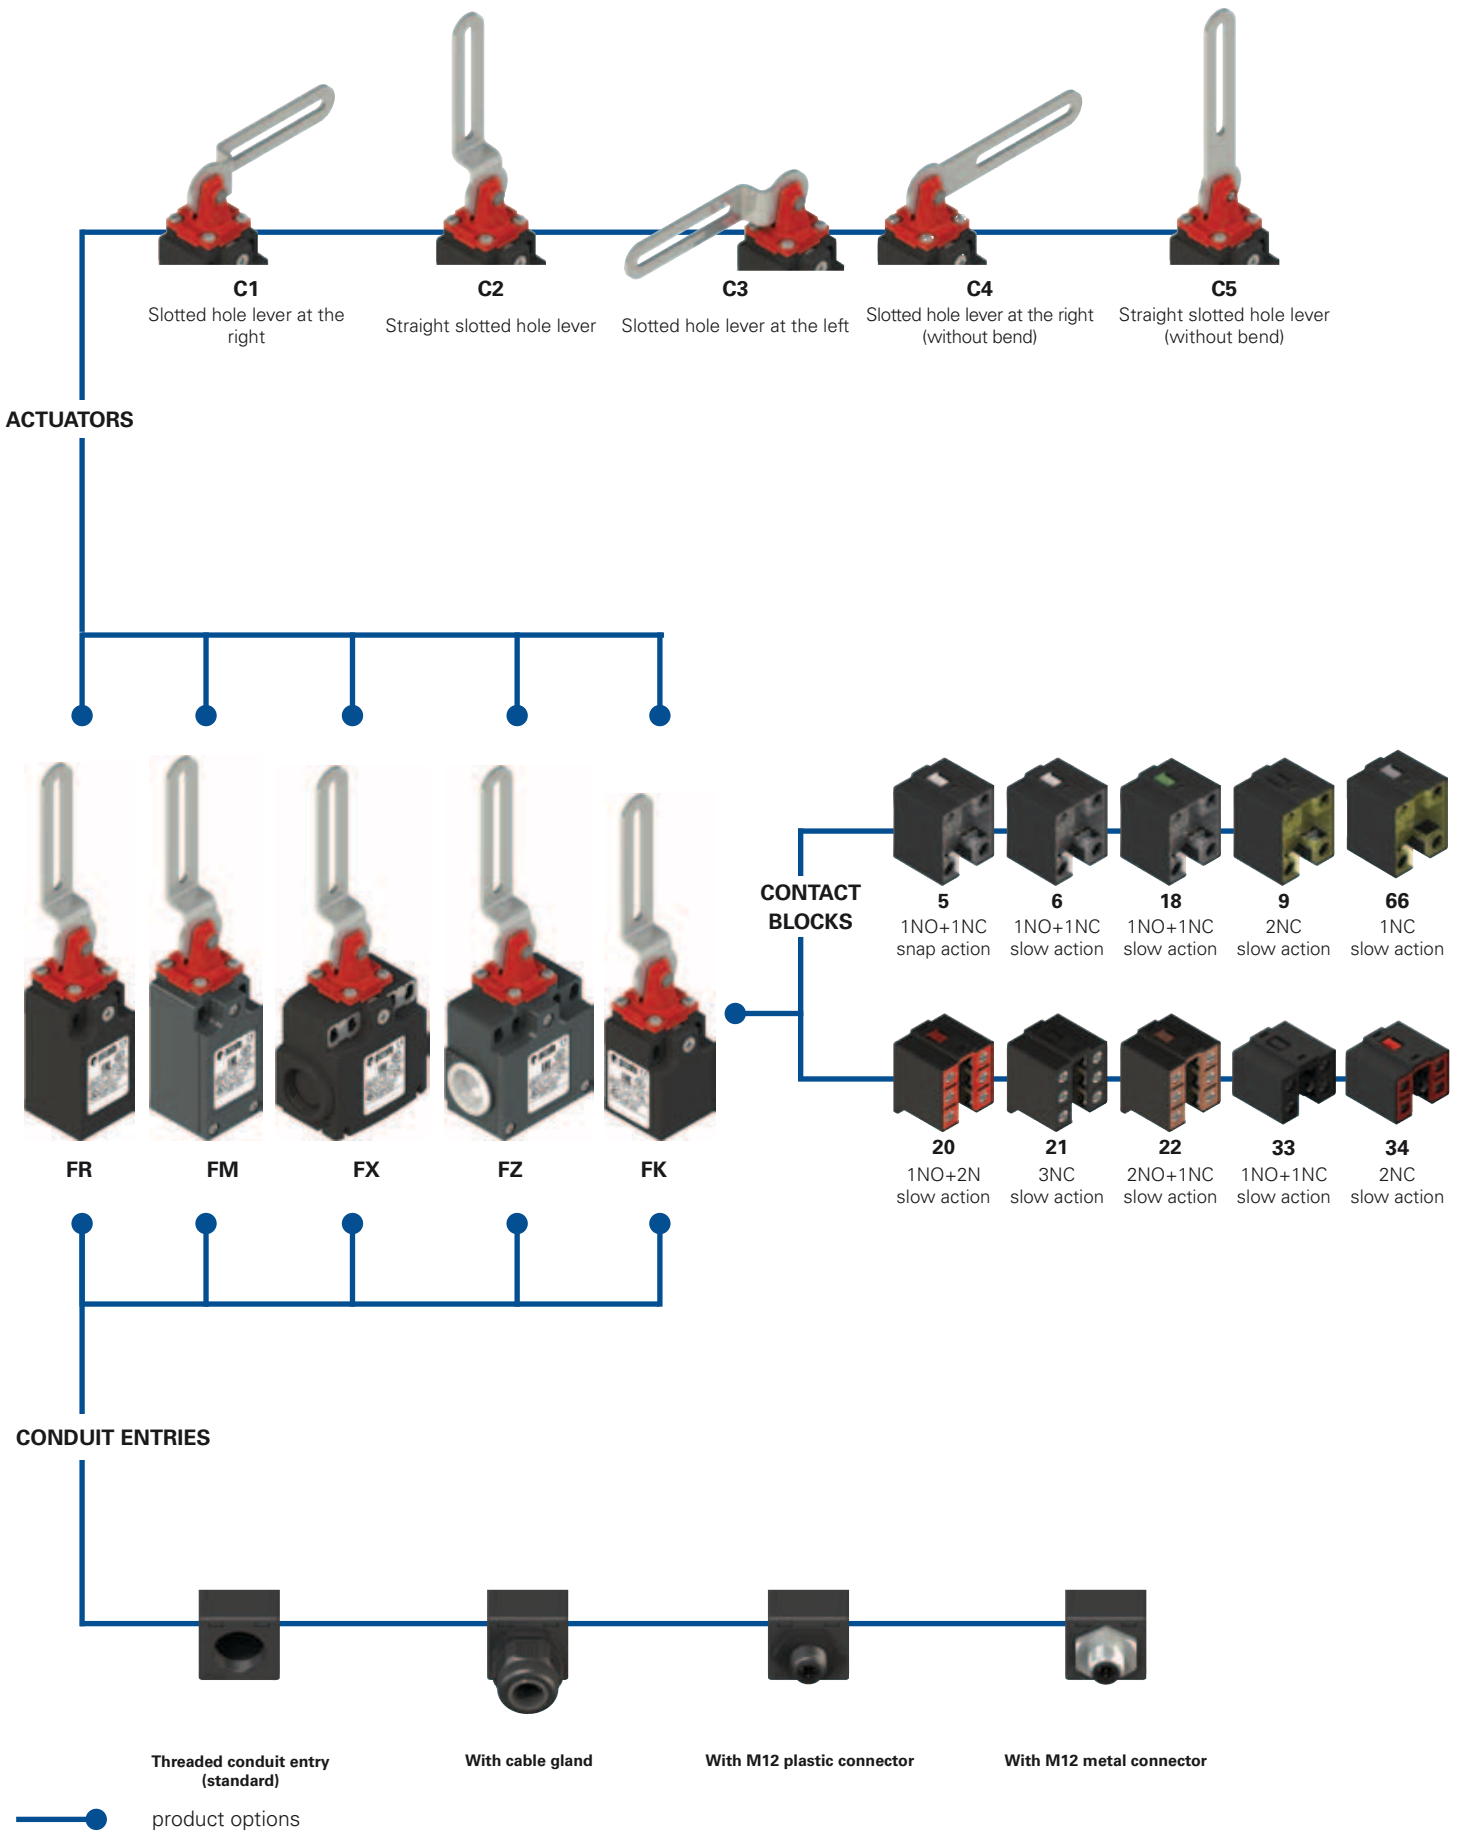 C1
Slotted hole lever at the
right
C2
Straight slotted hole lever
C3
Slotted hole lever at the left
C4
Slotted hole lever at the right
(without bend)
C5
Straight slotted hole lever
(without bend)
ACTUATORS
FR
FM
FX
FZ
FK
CONTACT
BLOCKS
5
1NO+1NC
snap action
6
1NO+1NC
slow action
18
1NO+1NC
slow action
9
2NC
slow action
66
1NC
slow action
20
1NO+2N
slow action
21
3NC
slow action
22
2NO+1NC
slow action
33
1NO+1NC
slow action
34
2NC
slow action
CONDUIT ENTRIES
Threaded conduit entry
(standard)
With cable gland
With M12 plastic connector
With M12 metal connector
product options